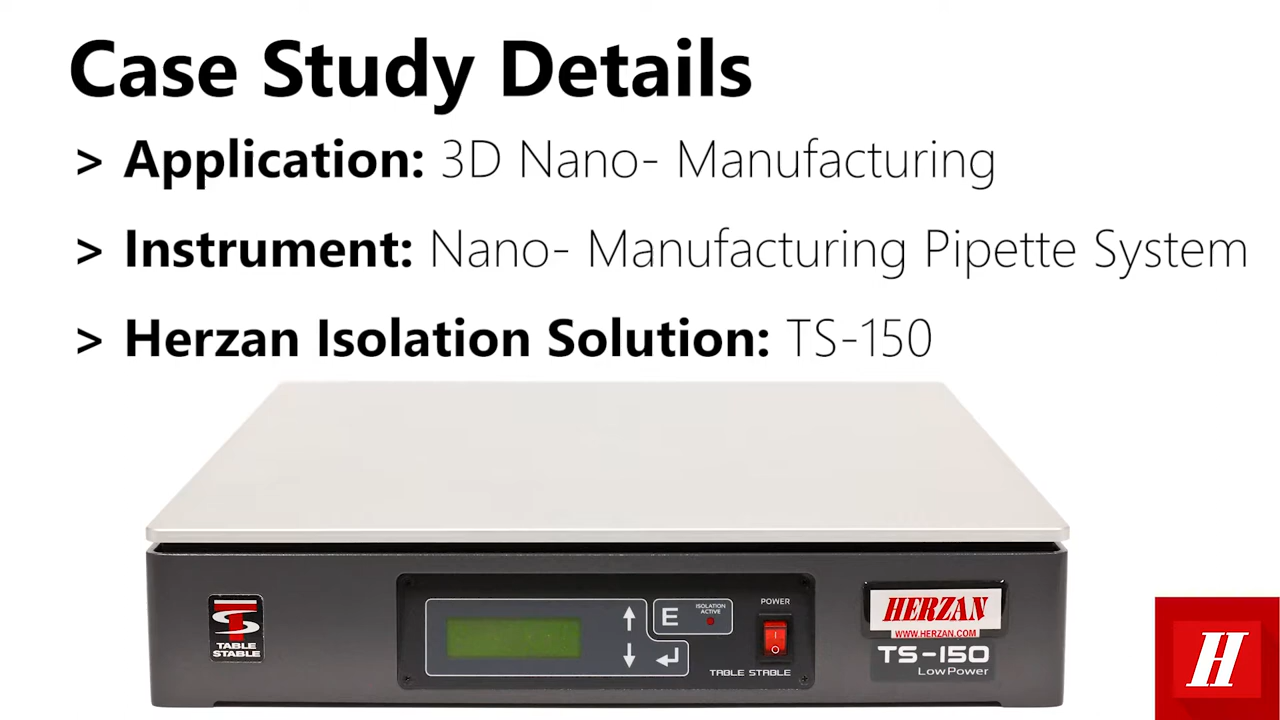 Case Study Details
> Application: 3D Nano- Manufacturing
> Instrument: Nano- Manufacturing Pipette System
> Herzan Isolation Solution: TS-150
TS
TABLE
STABLE
E
ISOLATION
ACTIVE
POWER
I
O
TABLE STABLE
HERZAN
WWW.HERZAN.COM
TS-150
LowPower
H